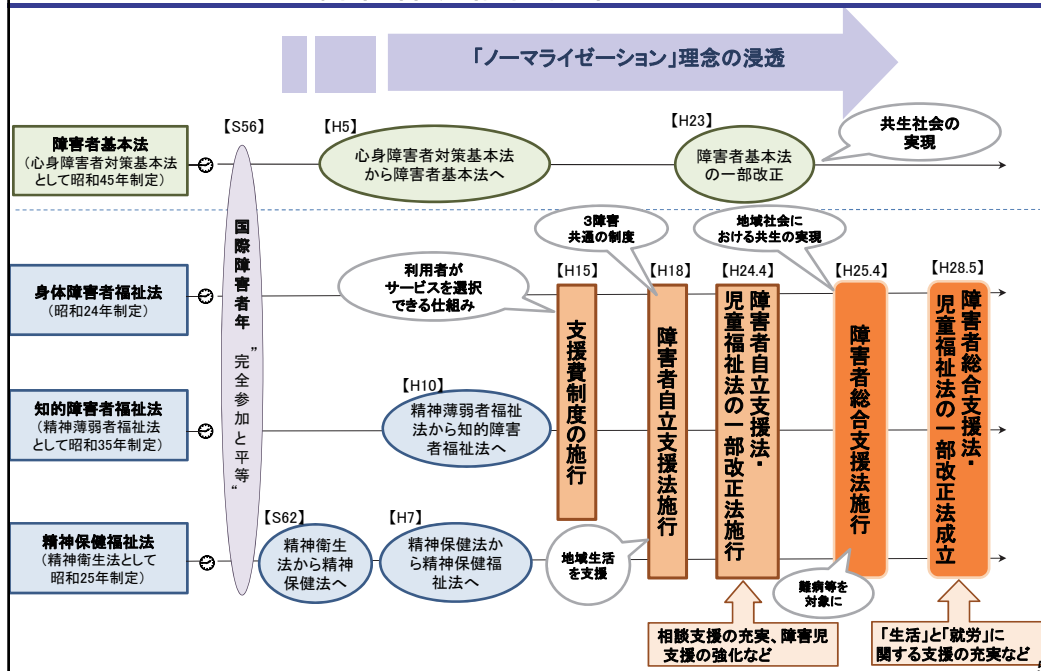 「ノーマライゼーション」理念の浸透
障害者基本法
(心身障害者対策基本法
として昭和45年制定)
【S56】
国際障害者年
“完全参加と平等“
【H5】
心身障害者対策基本法
から障害者基本法へ
【H23】
障害者基本法
の一部改正
共生社会の
実現
身体障害者福祉法
(昭和24年制定)
利用者が
サービスを選択
できる仕組み
【H15】
支援費制度の施行
3障害
共通の制度
【H18】
障害者自立支援法施行
【H24.4】
障害者自立支援法・
児童福祉法の一部改正法施行
地域社会に
おける共生の実現
【H25.4】
障害者総合支援法施行
【H28.5】
障害者総合支援法・
児童福祉法の一部改正法成立
知的障害者福祉法
(精神薄弱者福祉法
として昭和35年制定)
【H10】
精神薄弱者福祉
法から知的障害
者福祉法へ
精神保健福祉法
(精神衛生法として
昭和25年制定)
【S62】
精神衛生
法から精神
保健法へ
【H7】
精神保健法か
ら精神保健福
祉法へ
地域生活
を支援
難病等を
対象に
相談支援の充実、障害児
支援の強化など
「生活」と「就労」に
関する支援の充実など